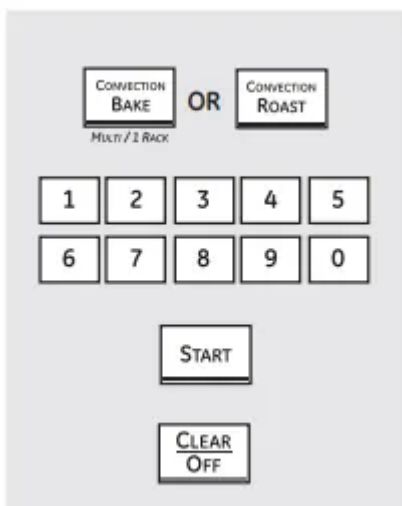 CONVECTION
BAKE
OR
CONVECTION
ROAST
MULTI / 1 RACK
1 2 3 4 5
6 7 8 9 0
START
CLEAR
OFF